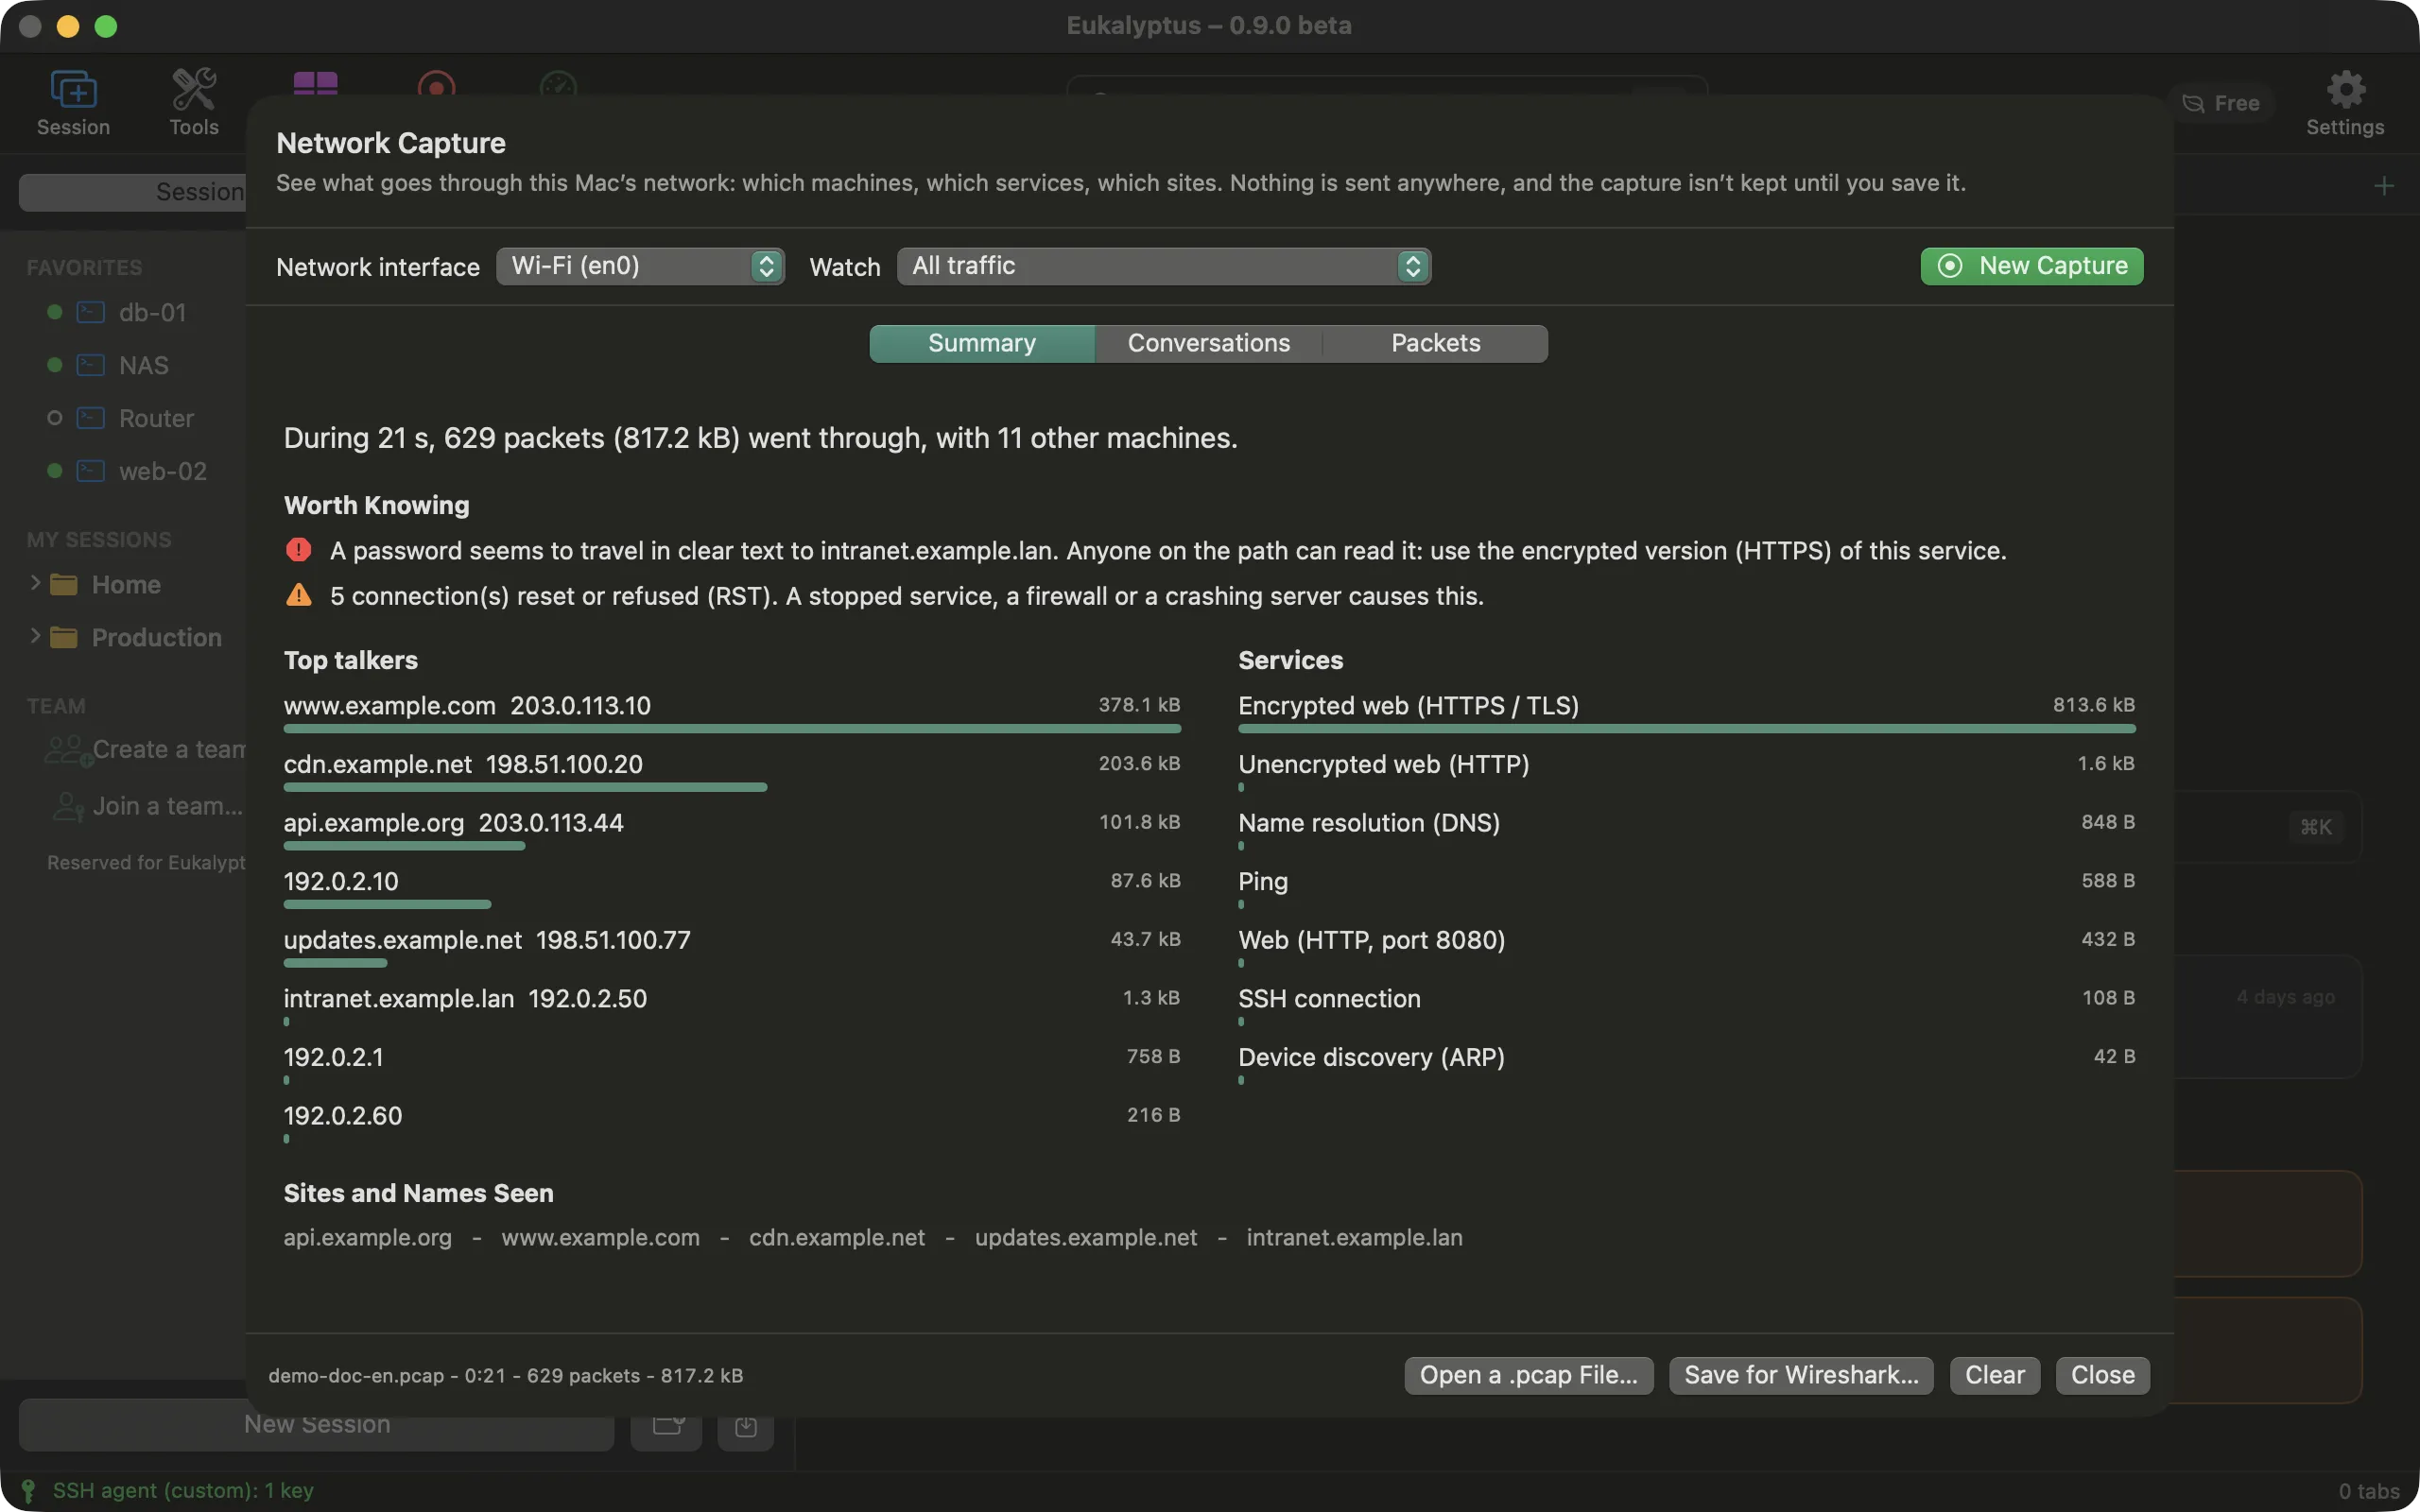 Eukalyptus – 0.9.0 beta
Session
Tools
Free
Settings
Network Capture
See what goes through this Mac’s network: which machines, which services, which sites. Nothing is sent anywhere, and the capture isn’t kept until you save it.
Session
Network interface Wi-Fi (en0) Watch All traffic New Capture
Summary Conversations Packets
FAVORITES
db-01
NAS
Router
web-02
MY SESSIONS
Home
Production
TEAM
Create a team
Join a team...
Reserved for Eukalypt
During 21 s, 629 packets (817.2 kB) went through, with 11 other machines.
Worth Knowing
A password seems to travel in clear text to intranet.example.lan. Anyone on the path can read it: use the encrypted version (HTTPS) of this service.
5 connection(s) reset or refused (RST). A stopped service, a firewall or a crashing server causes this.
Top talkers
www.example.com 203.0.113.10 378.1 kB
cdn.example.net 198.51.100.20 203.6 kB
api.example.org 203.0.113.44 101.8 kB
192.0.2.10 87.6 kB
updates.example.net 198.51.100.77 43.7 kB
intranet.example.lan 192.0.2.50 1.3 kB
192.0.2.1 758 B
192.0.2.60 216 B
Services
Encrypted web (HTTPS / TLS) 813.6 kB
Unencrypted web (HTTP) 1.6 kB
Name resolution (DNS) 848 B
Ping 588 B
Web (HTTP, port 8080) 432 B
SSH connection 108 B
Device discovery (ARP) 42 B
Sites and Names Seen
api.example.org - www.example.com - cdn.example.net - updates.example.net - intranet.example.lan
⌘K
4 days ago
demo-doc-en.pcap - 0:21 - 629 packets - 817.2 kB
Open a .pcap File... Save for Wireshark... Clear Close
New Session
SSH agent (custom): 1 key
0 tabs